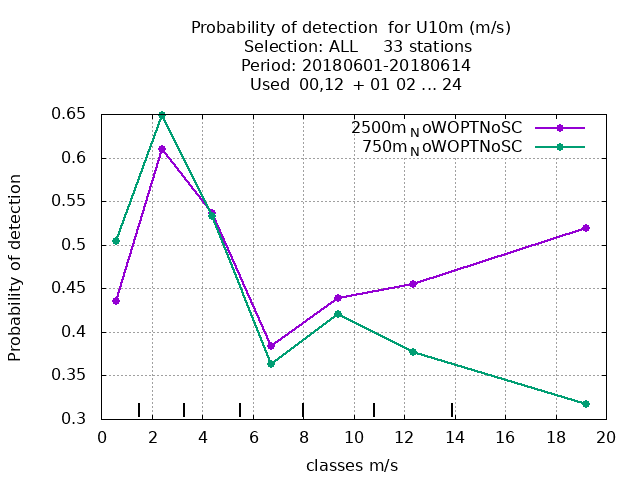 Probability of detection  for U10m (m/s)
Selection: ALL     33 stations
Period: 20180601-20180614
Used  00,12  + 01 02 ... 24
2500m_NoWOPTNoSC
750m_NoWOPTNoSC
0.65
0.6
0.55
0.5
0.45
0.4
0.35
0.3
Probability of detection
0 2 4 6 8 10 12 14 16 18 20
classes m/s